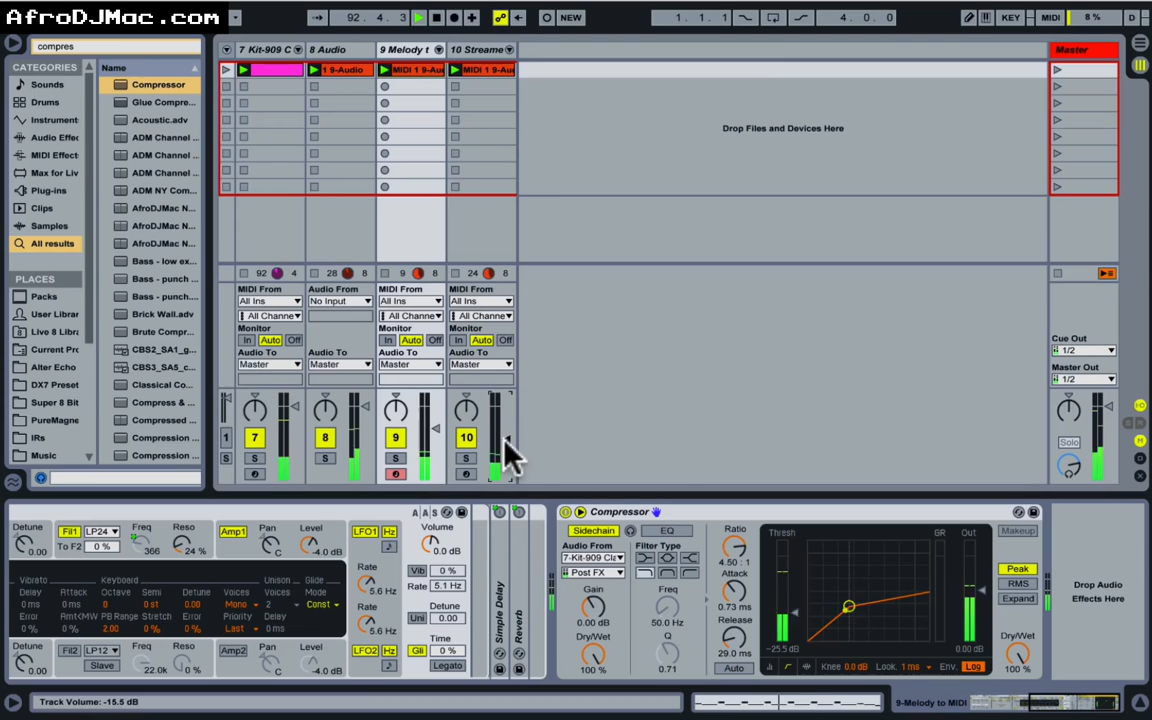 AfroDJMac.com
92. 4. 3
NEW
1. 1. 1
4. 0. 0
KEY
MIDI
8 %
D
compres
CATEGORIES
Sounds
Drums
Instrument
Audio Effec
MIDI Effect
Max for Liv
Plug-ins
Clips
Samples
All results
PLACES
Packs
User Librar
Live 8 Libra
Current Pro
Alter Echo
DX7 Preset
Super 8 Bit
PureMagne
IRs
Music
Name
Compressor
Glue Compre...
Acoustic.adv
ADM Channel ...
ADM Channel ...
ADM Channel ...
ADM NY Com...
AfroDJMac N...
AfroDJMac N...
AfroDJMac N...
Bass - low ex...
Bass - punch ...
Bass - punch....
Brick Wall.adv
Brute Compr...
CBS2_SA1_g...
CBS3_SA5_c...
Classical Co...
Compress & ...
Compressed ...
Compression ...
Compression ...
7 Kit-909 C
8 Audio
9 Melody t
10 Streame
Master
1 9-Audio
MIDI 1 9-Aud
MIDI 1 9-Aud
Drop Files and Devices Here
92 4
28 8
9 8
24 8
MIDI From
Audio From
MIDI From
MIDI From
All Ins
No Input
All Ins
All Ins
All Channe
All Channe
All Channe
Monitor
Monitor
Monitor
In Auto Off
In Auto Off
In Auto Off
Audio To
Audio To
Audio To
Audio To
Master
Master
Master
Master
Cue Out
1/2
Master Out
1/2
1
7
8
9
10
S
S
S
S
S
Solo
Detune
0.00
Fil1
LP24
To F2
0 %
Freq
366
Reso
24 %
Amp1
Pan
C
Level
-4.0 dB
LFO1
Hz
Volume
0.0 dB
Vibrato
Delay
0 ms
Error
0 %
Attack
0 ms
Keyboard
Octave
0
PB Range
2.00
Semi
0 st
Stretch
0 %
Detune
0.00
Error
0 %
Voices
Mono
Priority
Last
Unison
2
Delay
0 ms
Glide
Mode
Const
Rate
5.6 Hz
Rate
5.6 Hz
Vib
0 %
Rate
5.1 Hz
Detune
Uni
0.00
Time
Gli
0 %
Legato
Detune
0.00
Fil2
LP12
Slave
Freq
22.0k
Reso
0 %
Amp2
Pan
C
Level
-4.0 dB
LFO2
Hz
Simple Delay
Reverb
Compressor
Sidechain
EQ
Audio From
7-Kit-909 Cla
Post FX
Filter Type
Gain
0.00 dB
Dry/Wet
100 %
Freq
50.0 Hz
Q
0.71
Ratio
4.50 : 1
Attack
0.73 ms
Release
29.0 ms
Auto
Thresh
-25.5 dB
GR
Out
0.00 dB
Knee 0.0 dB
Look. 1 ms
Env.
Log
Makeup
Peak
RMS
Expand
Dry/Wet
100 %
Drop Audio
Effects Here
Track Volume: -15.5 dB
9-Melody to MIDI